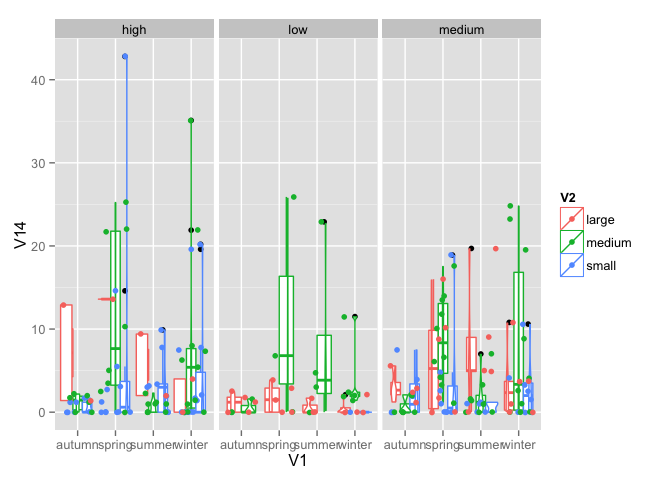 high low medium
40
30
20
10
0
V14
autumn spring summer winter autumn spring summer winter autumn spring summer winter
V1
V2
large
medium
small